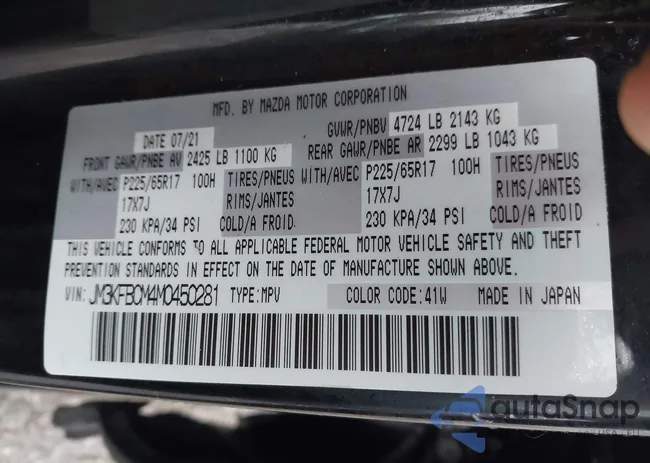 MFD. BY MAZDA MOTOR CORPORATION
DATE 07/21 GVWR/PNBV 4724 LB 2143 KG
FRONT GAWR/PNBE AV 2425 LB 1100 KG REAR GAWR/PNBE AR 2299 LB 1043 KG
WITH/AVEC P225/65R17 100H TIRES/PNEUS WITH/AVEC P225/65R17 100H TIRES/PNEUS
17X7J RIMS/JANTES 17X7J RIMS/JANTES
230 KPA/34 PSI COLD/A FROID 230 KPA/34 PSI COLD/A FROID
THIS VEHICLE CONFORMS TO ALL APPLICABLE FEDERAL MOTOR VEHICLE SAFETY AND THEFT
PREVENTION STANDARDS IN EFFECT ON THE DATE OF MANUFACTURE SHOWN ABOVE.
VIN: JM3KFBCM4M0450281 TYPE:MPV COLOR CODE:41W MADE IN JAPAN
autoSnap